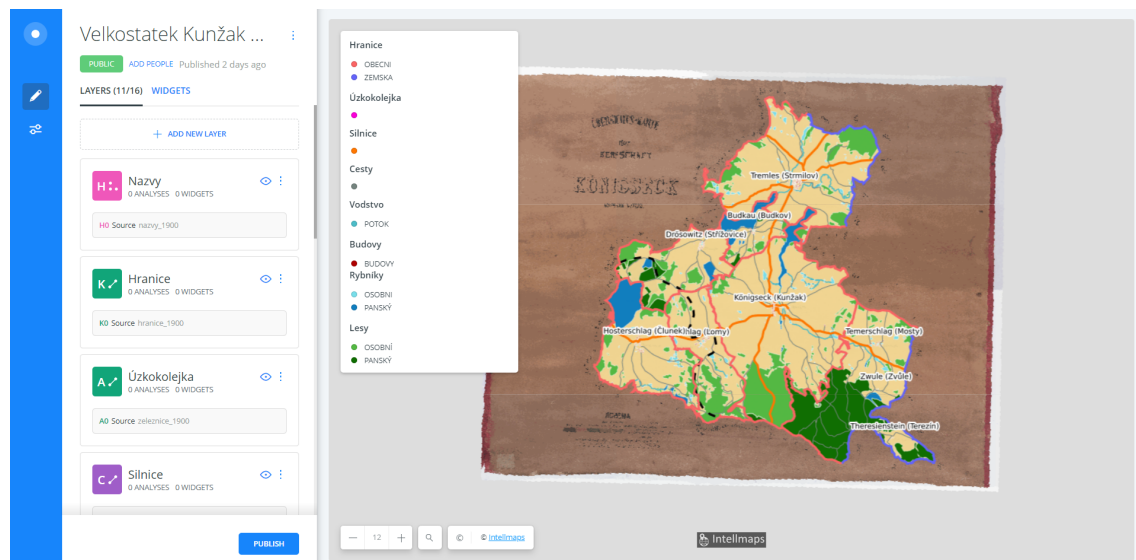 Velkostatek Kunžak ...
PUBLIC ADD PEOPLE Published 2 days ago
LAYERS (11/16) WIDGETS
ADD NEW LAYER
H Nazvy
0 ANALYSES 0 WIDGETS
H0 Source nazvy_1900
K Hranice
0 ANALYSES 0 WIDGETS
K0 Source hranice_1900
A Úzkokolejka
0 ANALYSES 0 WIDGETS
A0 Source zeleznice_1900
C Silnice
0 ANALYSES 0 WIDGETS
PUBLISH
Hranice
OBECNI
ZEMSKA
Úzkokolejka
Silnice
Cesty
Vodstvo
POTOK
Budovy
BUDOVY
Rybníky
OSOBNI
PANSKÝ
Lesy
OSOBNÍ
PANSKÝ
KÖNIGSECK
Tremles (Strmilov)
Budkau (Budkov)
Drösowitz (Střížovice)
Königseck (Kunžak)
Hosterschlag (Člunek)
hlag (Lomy)
Temerschlag (Mosty)
Zwule (Zvůle)
Theresienstein (Terezín)
12
© © Intellmaps
Intellmaps